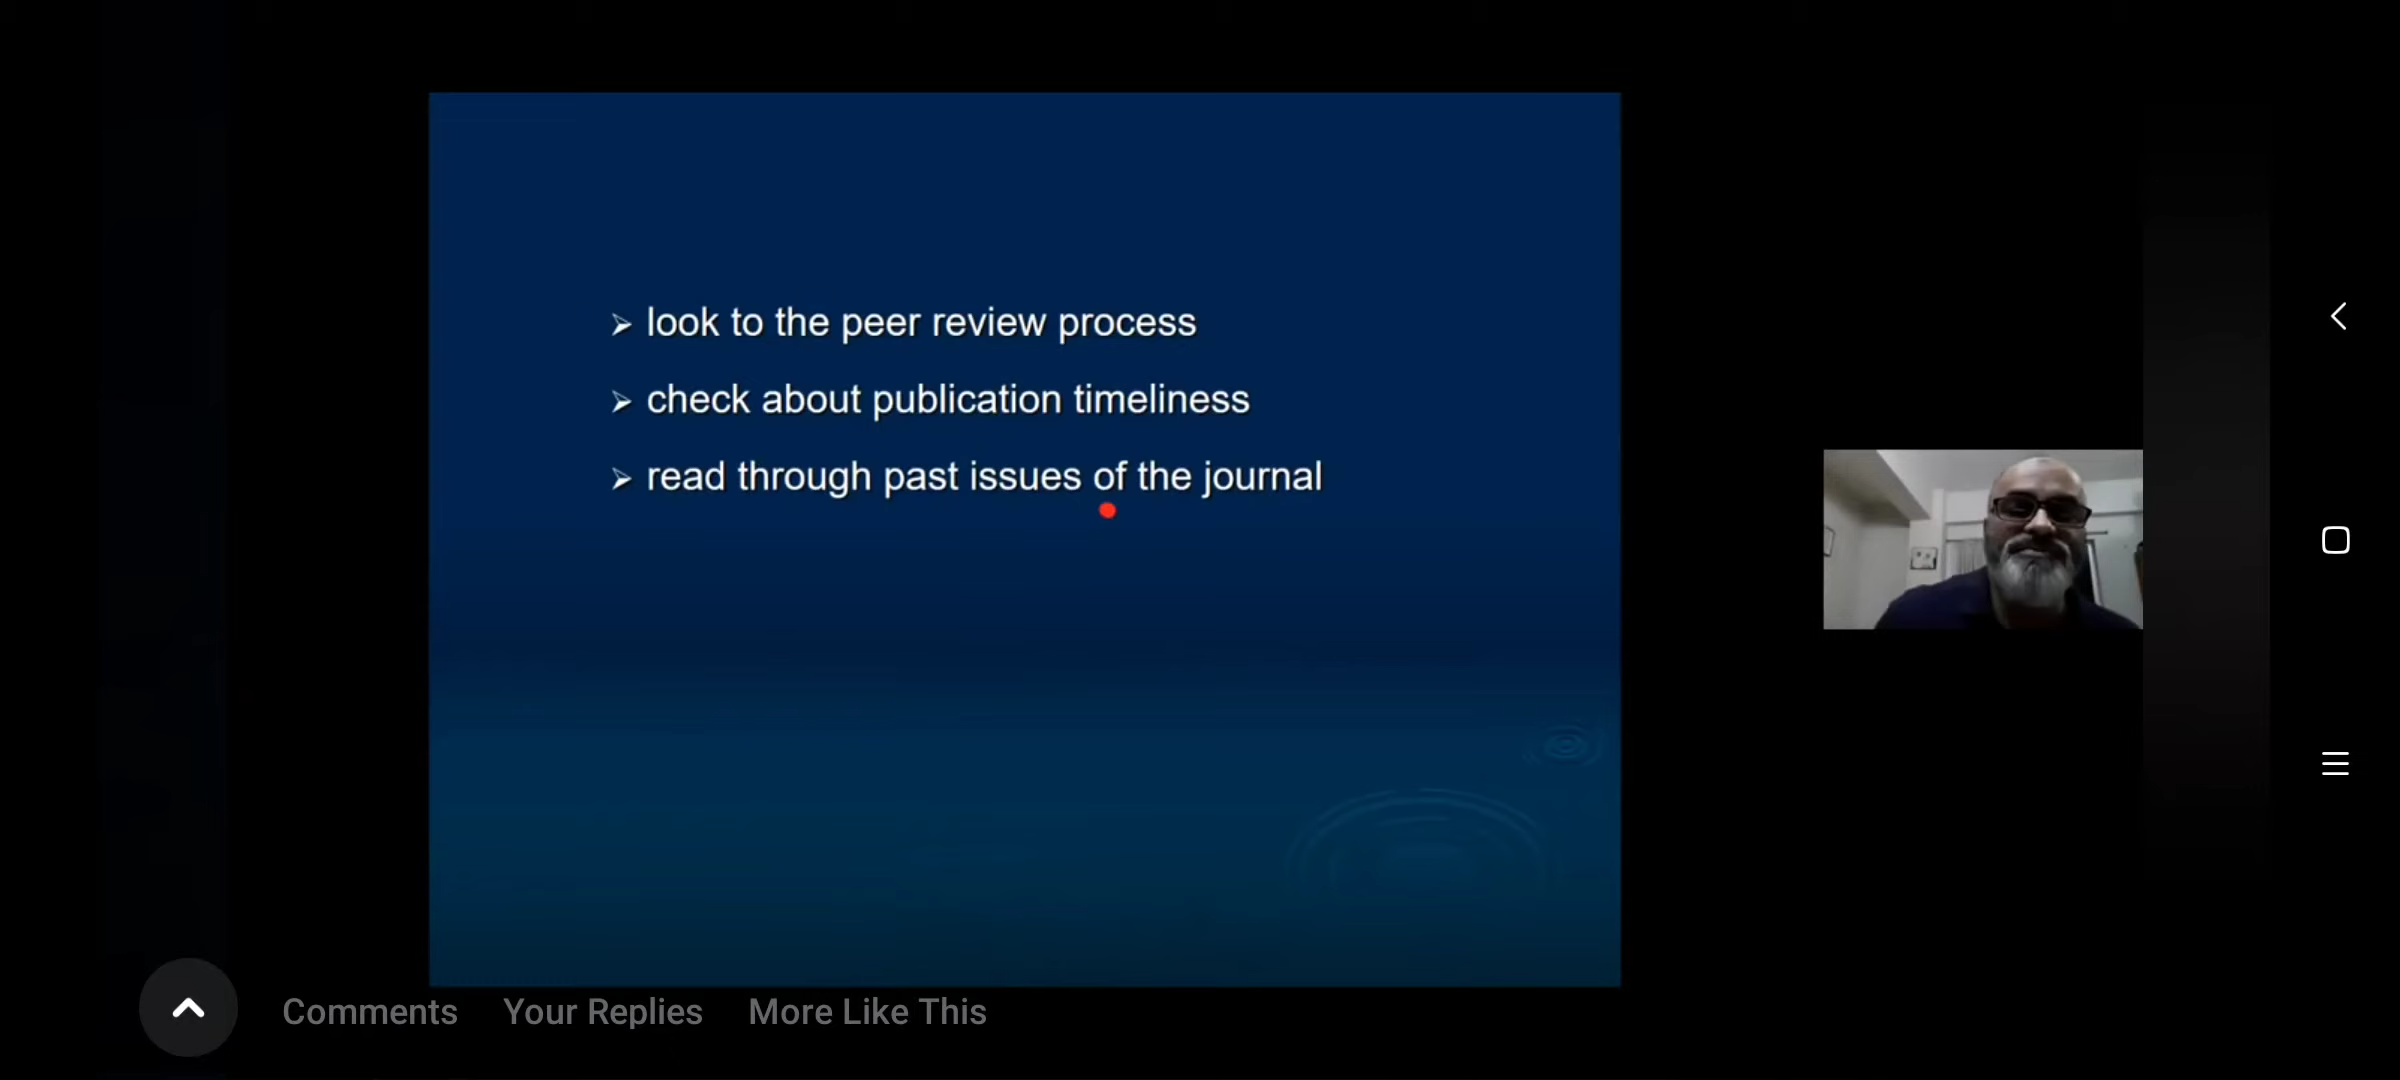 look to the peer review process
check about publication timeliness
read through past issues of the journal
Comments Your Replies More Like This